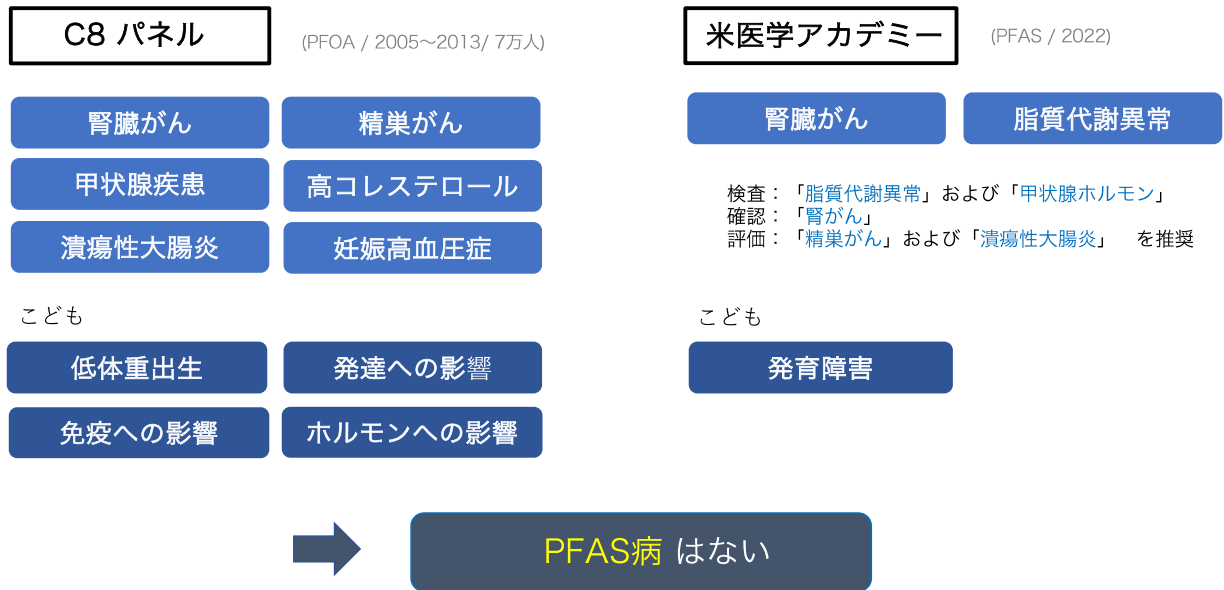 C8 パネル
(PFOA / 2005〜2013/ 7万人)
腎臓がん
精巣がん
甲状腺疾患
高コレステロール
潰瘍性大腸炎
妊娠高血圧症
こども
低体重出生
発達への影響
免疫への影響
ホルモンへの影響
米医学アカデミー
(PFAS / 2022)
腎臓がん
脂質代謝異常
検査：「脂質代謝異常」および「甲状腺ホルモン」
確認：「腎がん」
評価：「精巣がん」および「潰瘍性大腸炎」　を推奨
こども
発育障害
PFAS病 はない